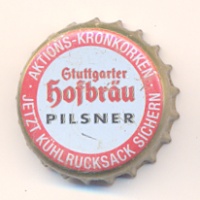 · AKTIONS-KRONKORKEN ·
Stuttgarter
Hofbräu
PILSNER
JETZT KÜHLRUCKSACK SICHERN